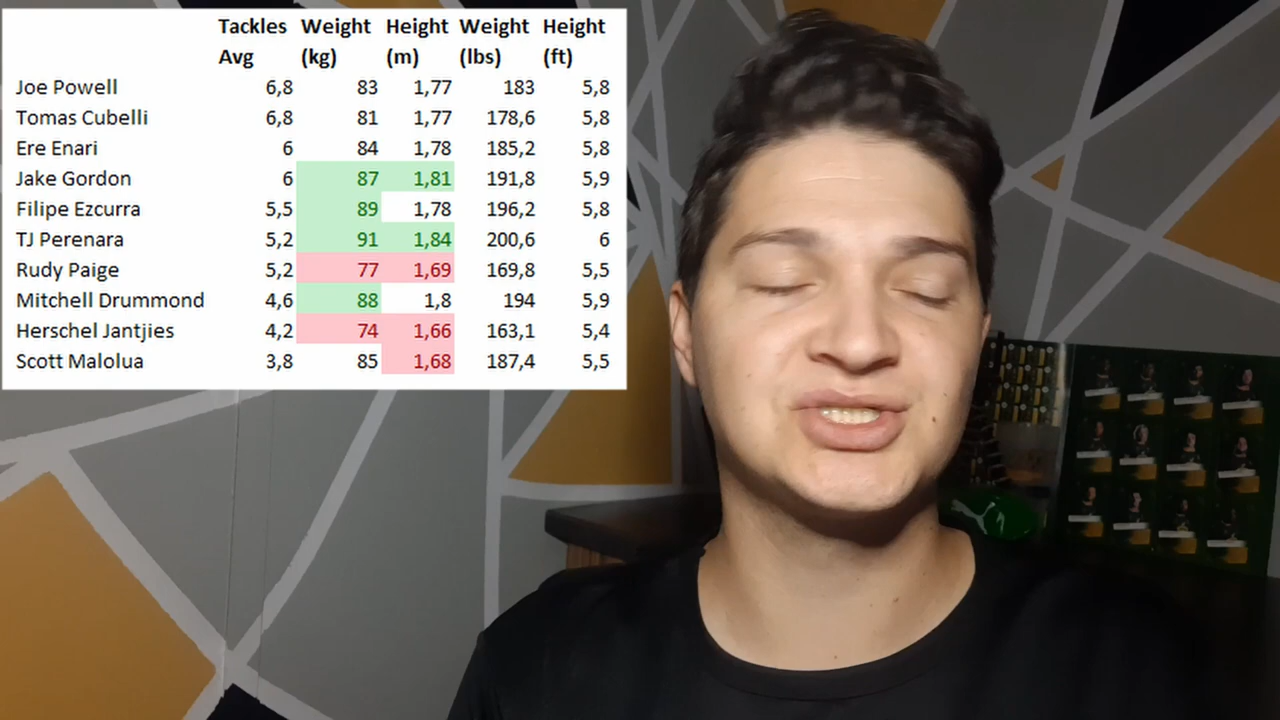 Tackles Weight Height Weight Height
Avg (kg) (m) (lbs) (ft)
Joe Powell 6,8 83 1,77 183 5,8
Tomas Cubelli 6,8 81 1,77 178,6 5,8
Ere Enari 6 84 1,78 185,2 5,8
Jake Gordon 6 87 1,81 191,8 5,9
Filipe Ezcurra 5,5 89 1,78 196,2 5,8
TJ Perenara 5,2 91 1,84 200,6 6
Rudy Paige 5,2 77 1,69 169,8 5,5
Mitchell Drummond 4,6 88 1,8 194 5,9
Herschel Jantjies 4,2 74 1,66 163,1 5,4
Scott Malolua 3,8 85 1,68 187,4 5,5